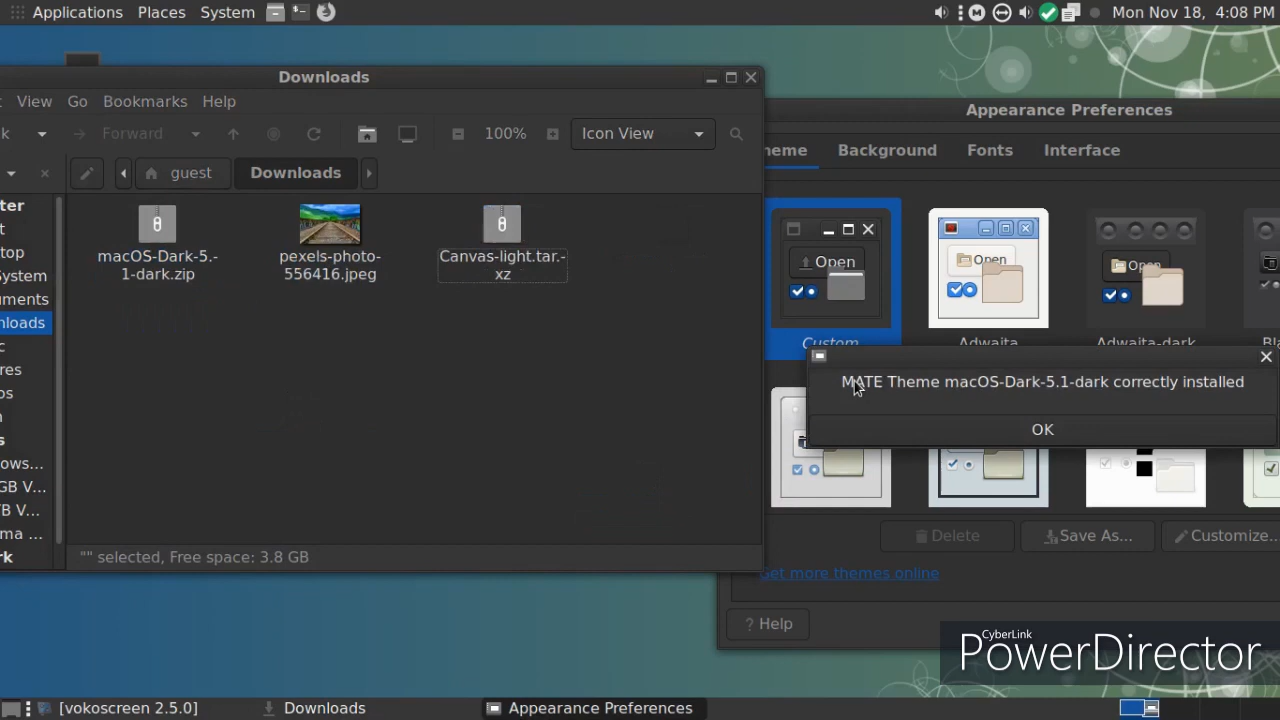 Applications Places System
Mon Nov 18, 4:08 PM
Downloads
View Go Bookmarks Help
Forward
100%
Icon View
guest
Downloads
macOS-Dark-5.-
1-dark.zip
pexels-photo-
556416.jpeg
Canvas-light.tar.-
xz
"" selected, Free space: 3.8 GB
Appearance Preferences
Background Fonts Interface
Open
Custom
Open
Adwaita
Open
Adwaita-dark
MATE Theme macOS-Dark-5.1-dark correctly installed
OK
Delete
Save As...
Customize...
Get more themes online
? Help
CyberLink
PowerDirector
[vokoscreen 2.5.0]
Downloads
Appearance Preferences